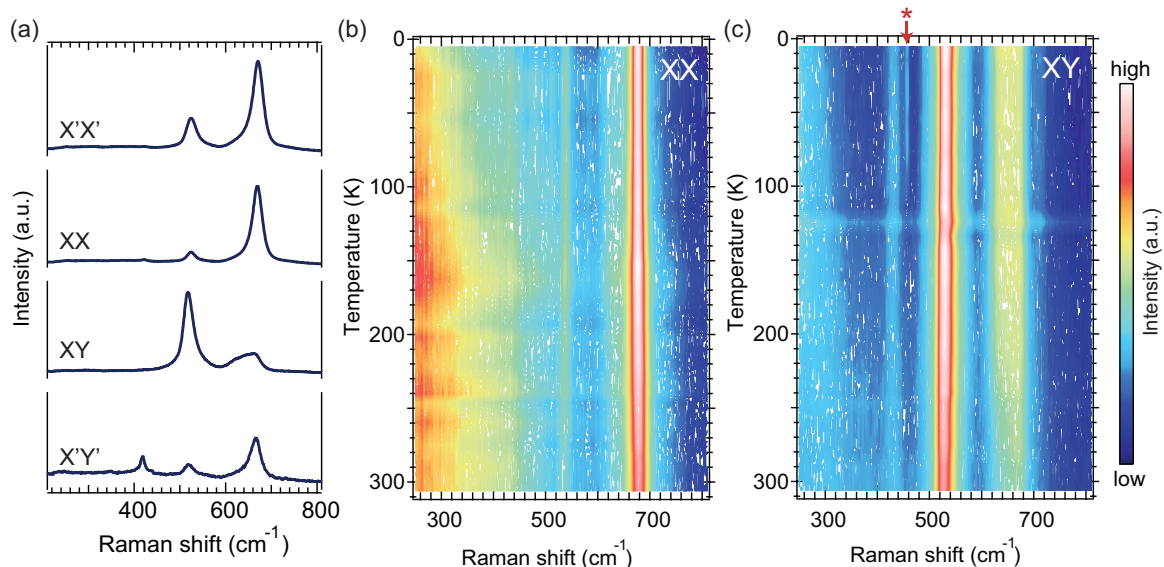 (a)
X'X'
XX
XY
X'Y'
Intensity (a.u.)
400 600 800
Raman shift (cm-1)
(b)
XX
0
100
200
300
Temperature (K)
300 500 700
Raman shift (cm-1)
(c)
*
XY
0
100
200
300
Temperature (K)
300 500 700
Raman shift (cm-1)
high
Intensity (a.u.)
low